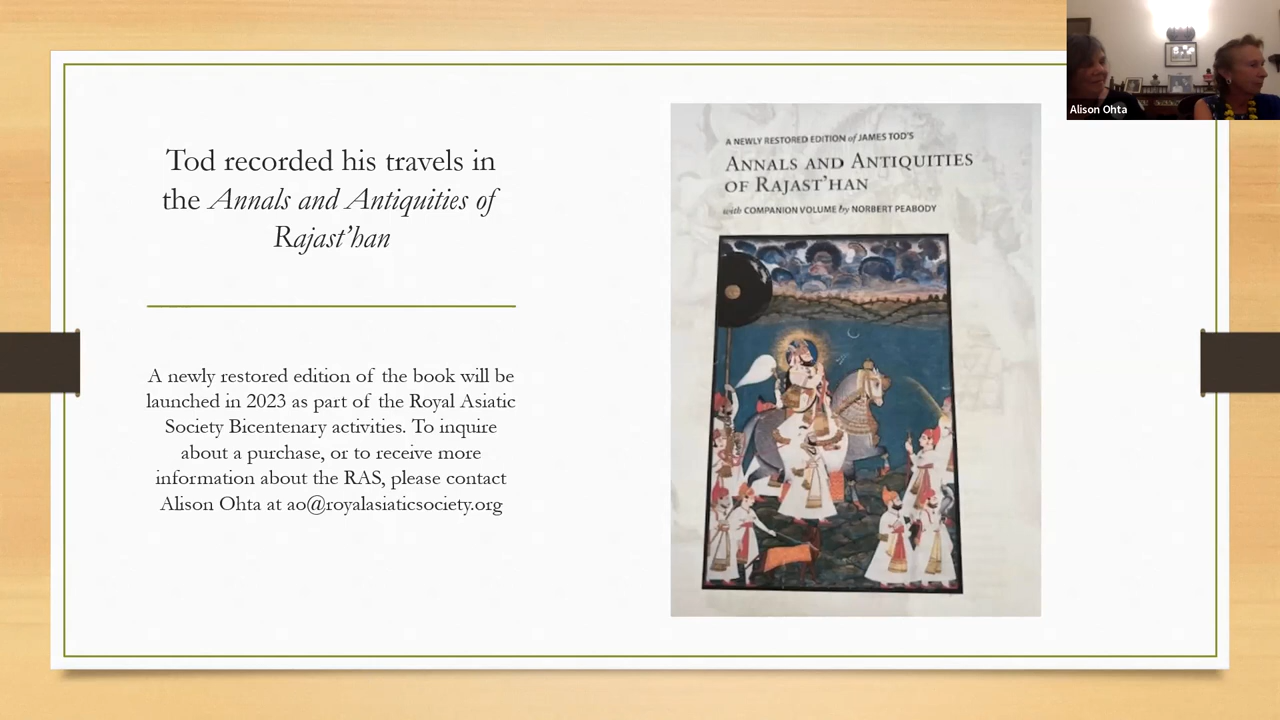 Tod recorded his travels in
the Annals and Antiquities of
Rajast’han
A newly restored edition of the book will be
launched in 2023 as part of the Royal Asiatic
Society Bicentenary activities. To inquire
about a purchase, or to receive more
information about the RAS, please contact
Alison Ohta at ao@royalasiaticsociety.org
A NEWLY RESTORED EDITION of JAMES TOD'S
ANNALS AND ANTIQUITIES
OF RAJAST'HAN
with COMPANION VOLUME by NORBERT PEABODY
Alison Ohta